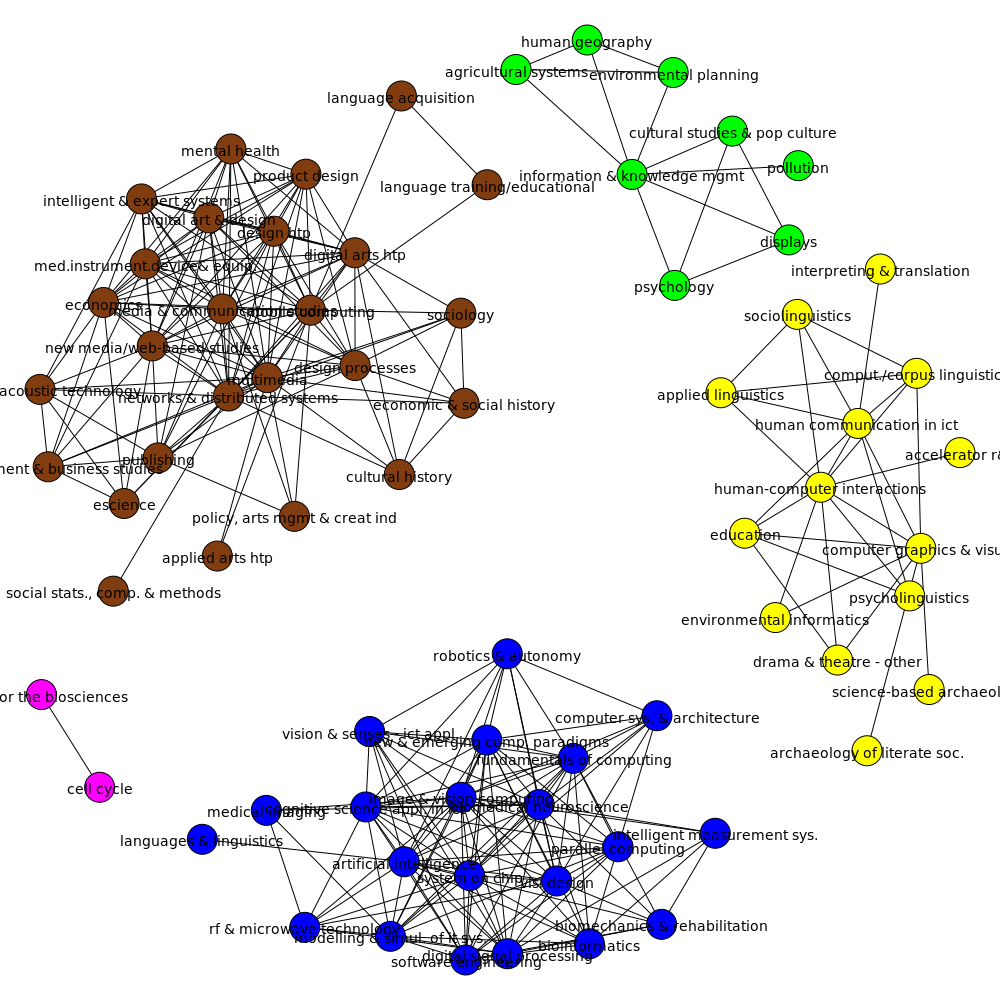 human geography
agricultural systems
environmental planning
language acquisition
cultural studies & pop culture
mental health
pollution
product design
information & knowledge mgmt
language training/educational
intelligent & expert systems
digital art & design
design htp
displays
digital arts htp
med.instrument.device& equip.
interpreting & translation
psychology
economics
media & communication studies
mobile computing
sociology
sociolinguistics
new media/web-based studies
design processes
comput./corpus linguistic
multimedia
acoustic technology
networks & distributed systems
applied linguistics
economic & social history
human communication in ict
accelerator r&
publishing
ment & business studies
cultural history
human-computer interactions
escience
policy, arts mgmt & creat ind
education
computer graphics & visu
applied arts htp
social stats., comp. & methods
psycholinguistics
environmental informatics
robotics & autonomy
drama & theatre - other
or the biosciences
science-based archaeol
computer sys. & architecture
vision & senses - ict appl.
new & emerging comp. paradigms
fundamentals of computing
archaeology of literate soc.
cell cycle
image & vision computing
medical imaging
cognitive science appl. in
biomedical neuroscience
intelligent measurement sys.
languages & linguistics
parallel computing
artificial intelligence
system on chip
vlsi design
rf & microwave technology
biomechanics & rehabilitation
modelling & simul. of it sys.
bioinformatics
digital signal processing
software engineering